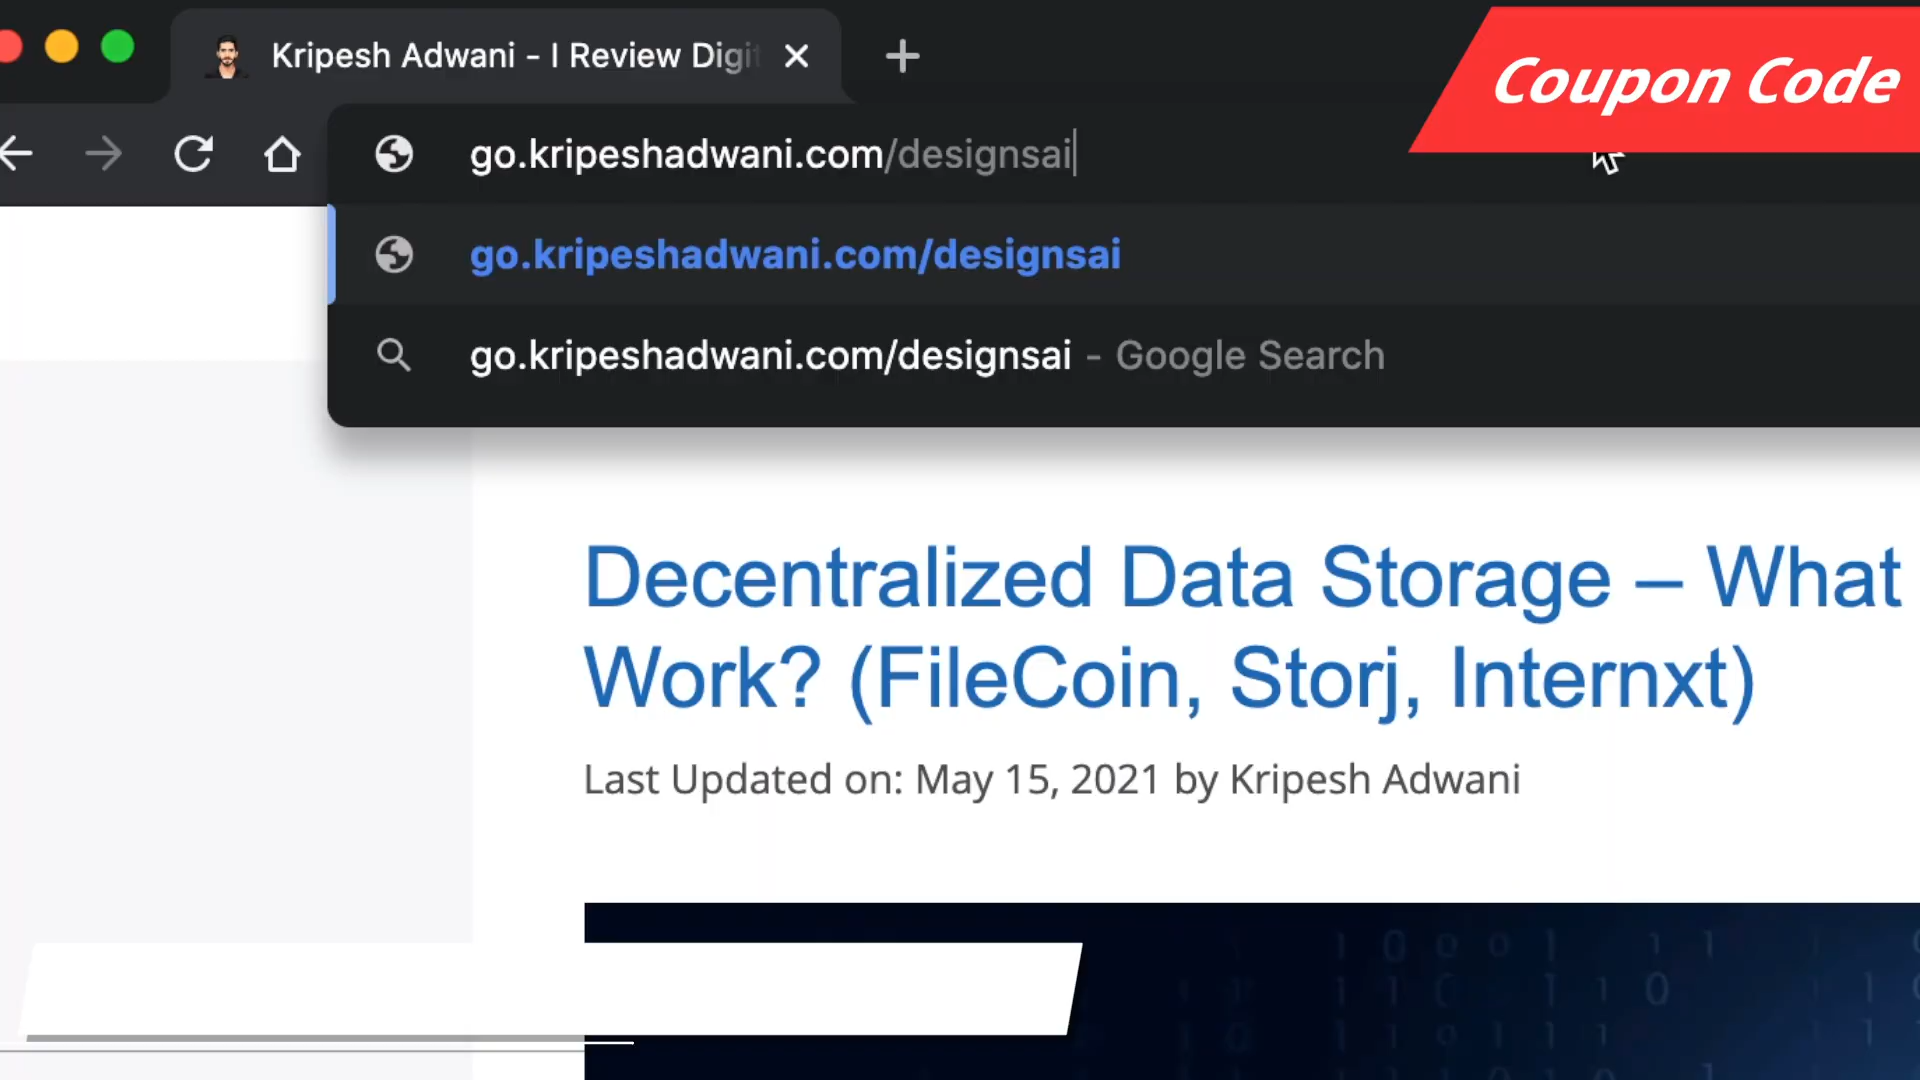 Kripesh Adwani - I Review Digit
Coupon Code
go.kripeshadwani.com/designsai
go.kripeshadwani.com/designsai
go.kripeshadwani.com/designsai - Google Search
Decentralized Data Storage – What
Work? (FileCoin, Storj, Internxt)
Last Updated on: May 15, 2021 by Kripesh Adwani